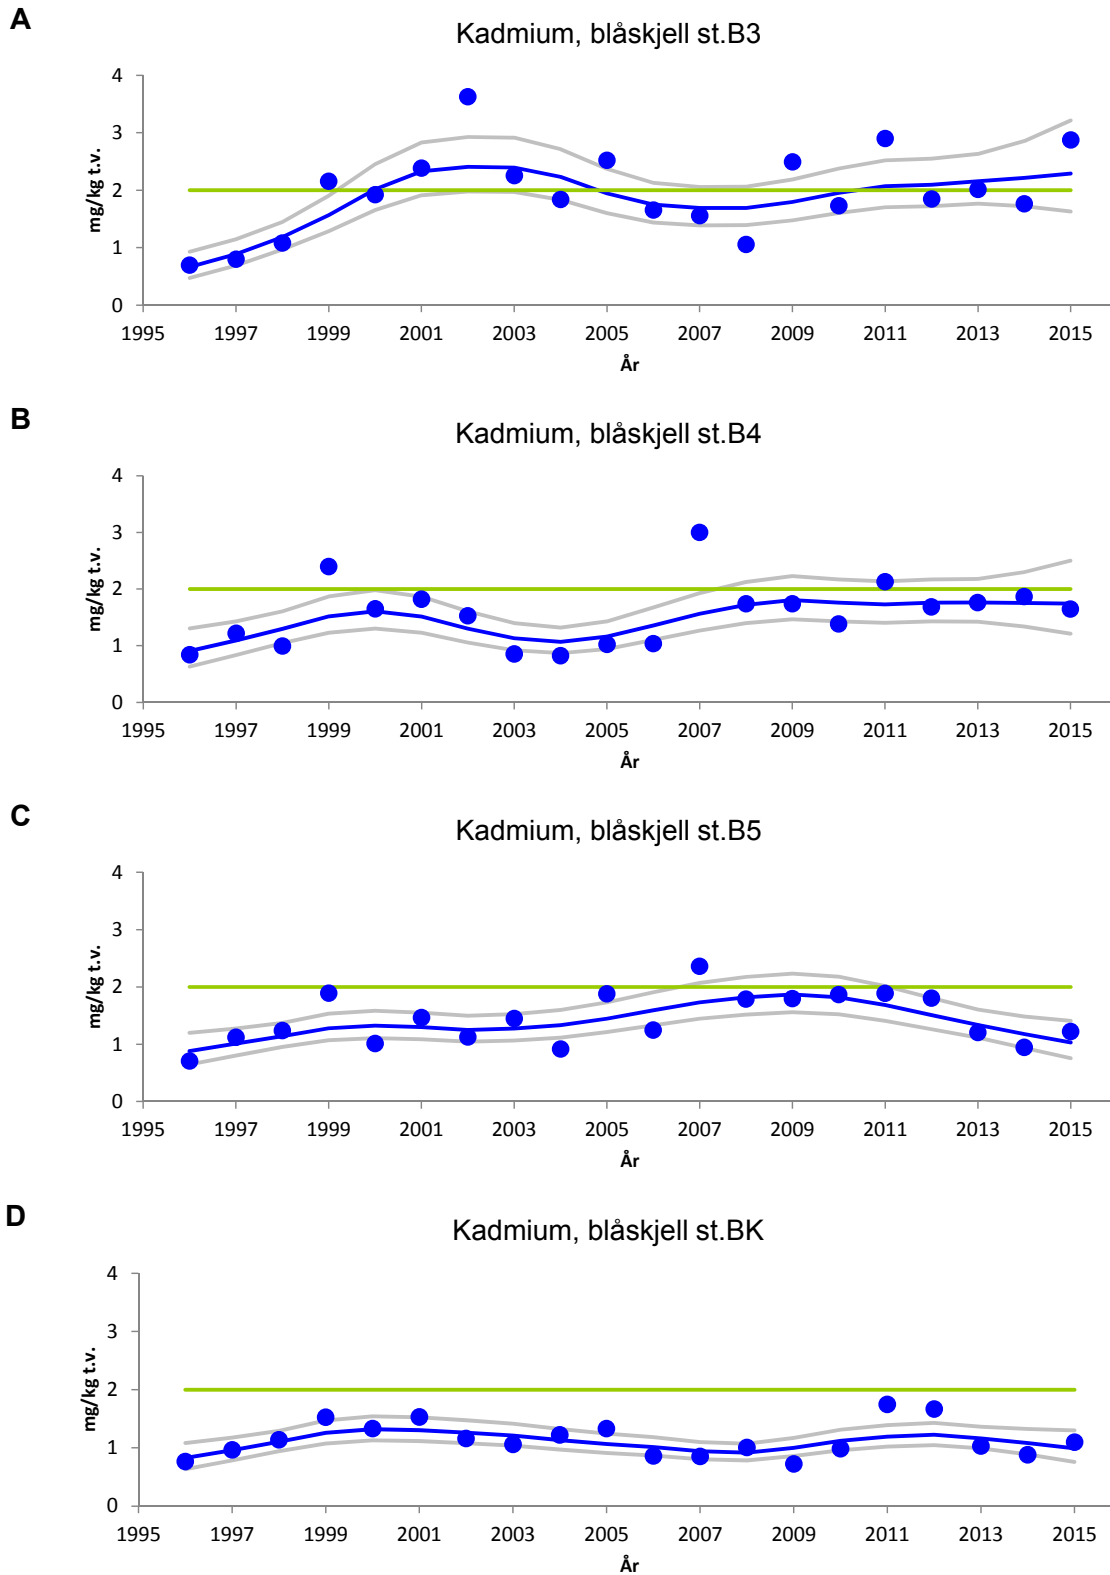 A
Kadmium, blåskjell st.B3
4
3
2
1
0
mg/kg t.v.
1995 1997 1999 2001 2003 2005 2007 2009 2011 2013 2015
År
B
Kadmium, blåskjell st.B4
4
3
2
1
0
mg/kg t.v.
1995 1997 1999 2001 2003 2005 2007 2009 2011 2013 2015
År
C
Kadmium, blåskjell st.B5
4
3
2
1
0
mg/kg t.v.
1995 1997 1999 2001 2003 2005 2007 2009 2011 2013 2015
År
D
Kadmium, blåskjell st.BK
4
3
2
1
0
mg/kg t.v.
1995 1997 1999 2001 2003 2005 2007 2009 2011 2013 2015
År